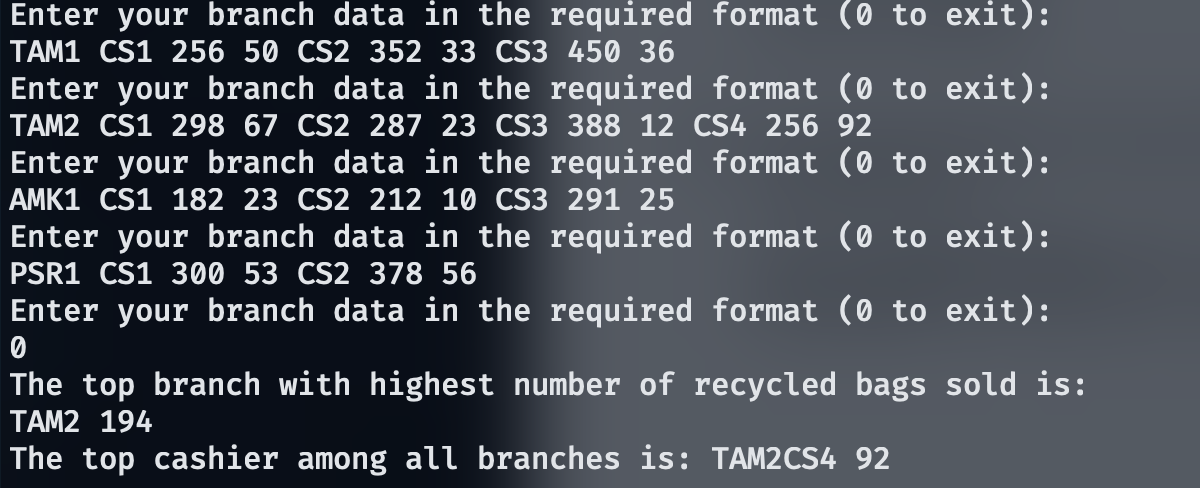 Enter your branch data in the required format (0 to exit):
TAM1 CS1 256 50 CS2 352 33 CS3 450 36
Enter your branch data in the required format (0 to exit):
TAM2 CS1 298 67 CS2 287 23 CS3 388 12 CS4 256 92
Enter your branch data in the required format (0 to exit):
AMK1 CS1 182 23 CS2 212 10 CS3 291 25
Enter your branch data in the required format (0 to exit):
PSR1 CS1 300 53 CS2 378 56
Enter your branch data in the required format (0 to exit):
0
The top branch with highest number of recycled bags sold is:
TAM2 194
The top cashier among all branches is: TAM2CS4 92